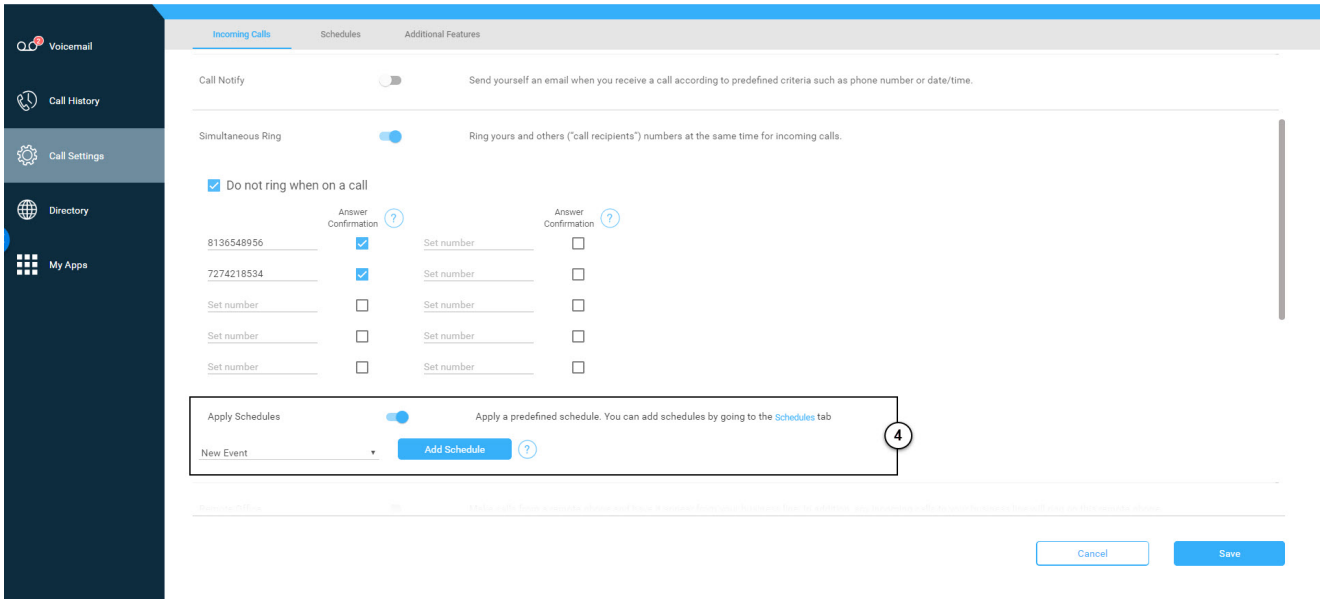 2
Voicemail
Call History
Call Settings
Directory
My Apps
Incoming Calls Schedules Additional Features
Call Notify Send yourself an email when you receive a call according to predefined criteria such as phone number or date/time.
Simultaneous Ring Ring yours and others ("call recipients") numbers at the same time for incoming calls.
Do not ring when on a call
Answer Answer
Confirmation ? Confirmation ?
8136548956 Set number
7274218534 Set number
Set number Set number
Set number Set number
Set number Set number
Apply Schedules Apply a predefined schedule. You can add schedules by going to the Schedules tab
4
New Event Add Schedule ?
Cancel Save